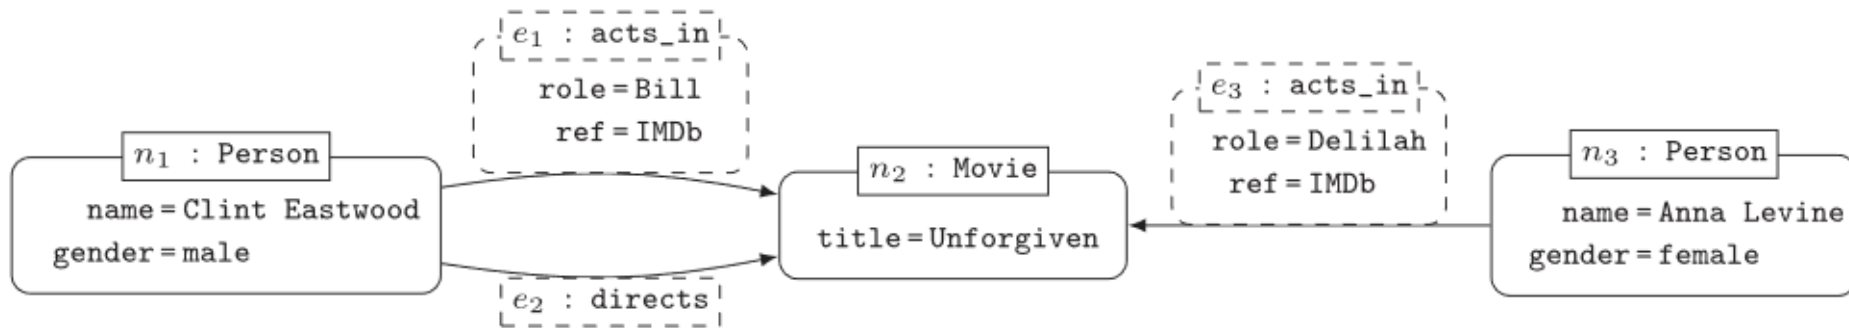 n₁ : Person
name = Clint Eastwood
gender = male
e₁ : acts_in
role = Bill
ref = IMDb
e₂ : directs
n₂ : Movie
title = Unforgiven
e₃ : acts_in
role = Delilah
ref = IMDb
n₃ : Person
name = Anna Levine
gender = female